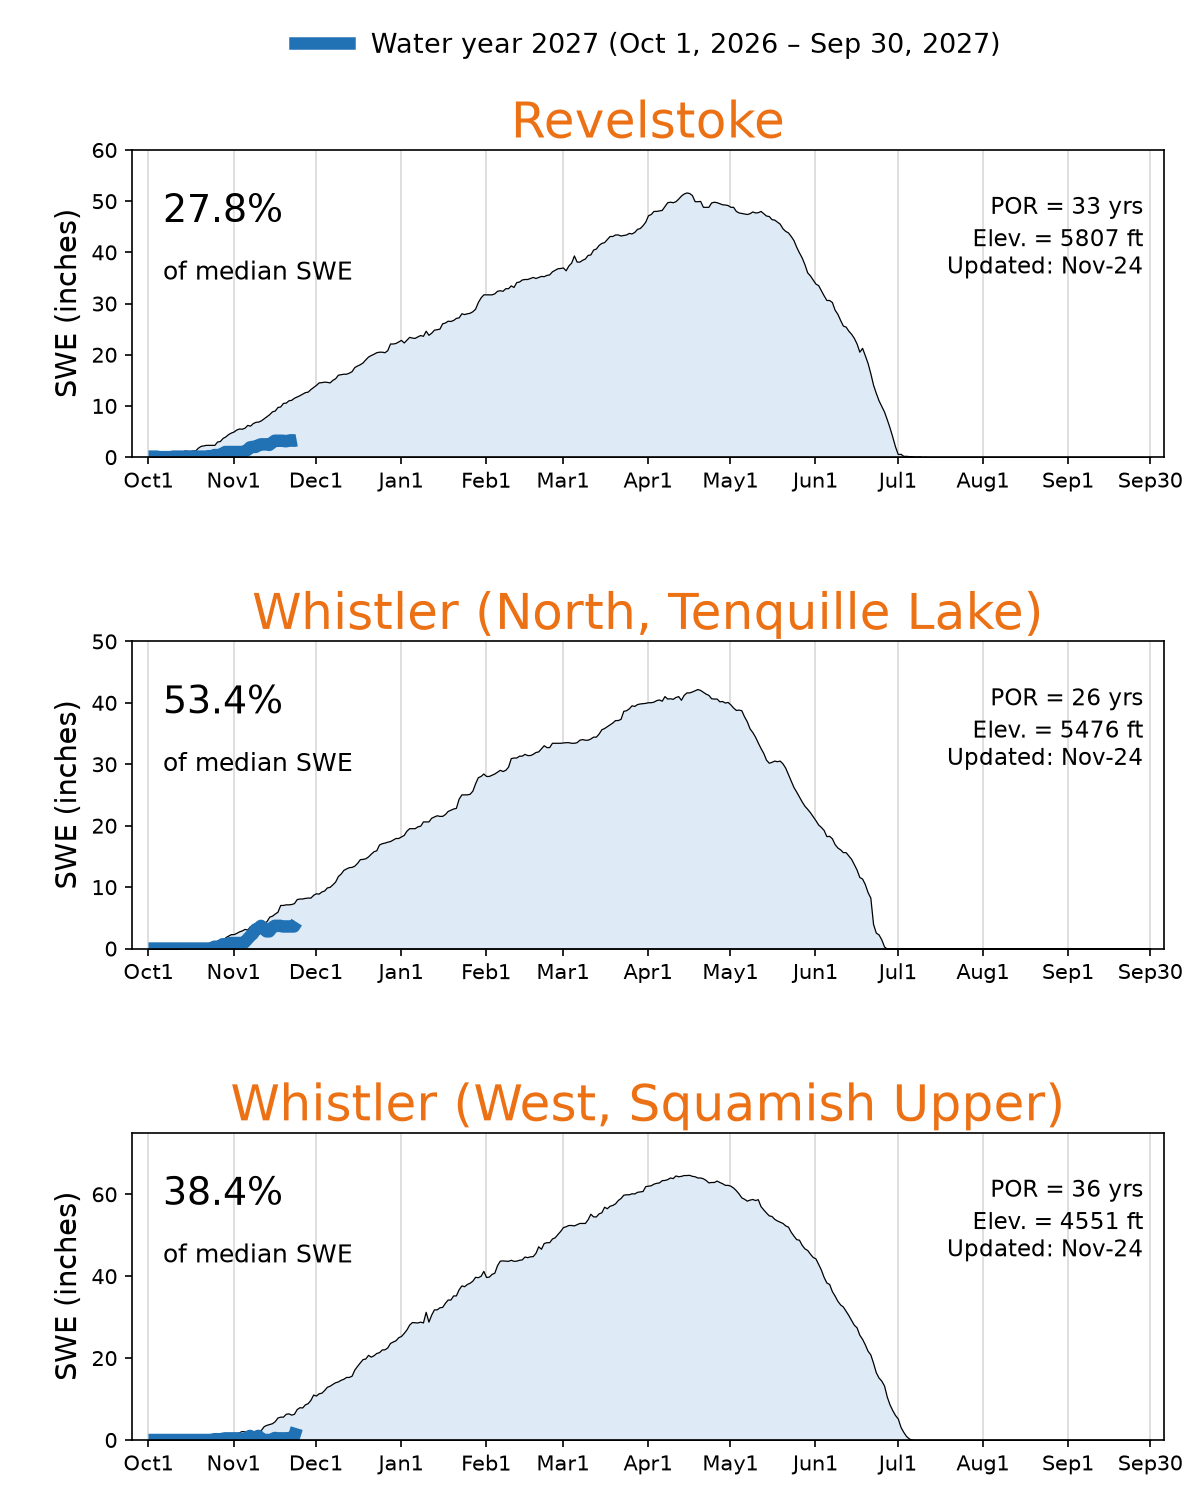 Water year 2027 (Oct 1, 2026 – Sep 30, 2027)
Revelstoke
60
50
40
30
20
10
0
SWE (inches)
27.8%
of median SWE
POR = 33 yrs
Elev. = 5807 ft
Updated: Nov-24
Oct1 Nov1 Dec1 Jan1 Feb1 Mar1 Apr1 May1 Jun1 Jul1 Aug1 Sep1 Sep30
Whistler (North, Tenquille Lake)
50
40
30
20
10
0
SWE (inches)
53.4%
of median SWE
POR = 26 yrs
Elev. = 5476 ft
Updated: Nov-24
Oct1 Nov1 Dec1 Jan1 Feb1 Mar1 Apr1 May1 Jun1 Jul1 Aug1 Sep1 Sep30
Whistler (West, Squamish Upper)
60
40
20
0
SWE (inches)
38.4%
of median SWE
POR = 36 yrs
Elev. = 4551 ft
Updated: Nov-24
Oct1 Nov1 Dec1 Jan1 Feb1 Mar1 Apr1 May1 Jun1 Jul1 Aug1 Sep1 Sep30